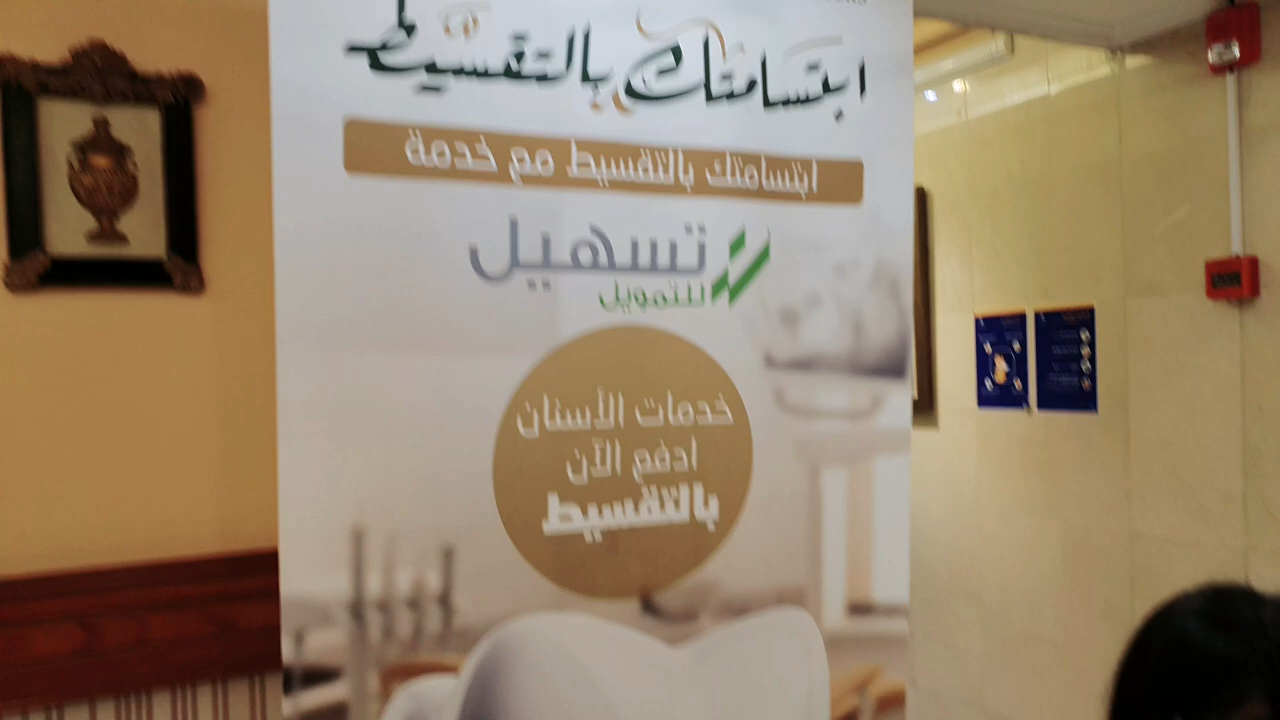 ابتسامتك بالتقسيط
ابتسامتك بالتقسيط مع خدمة
تسهيل
للتمويل
خدمات الأسنان
ادفع الآن
بالتقسيط